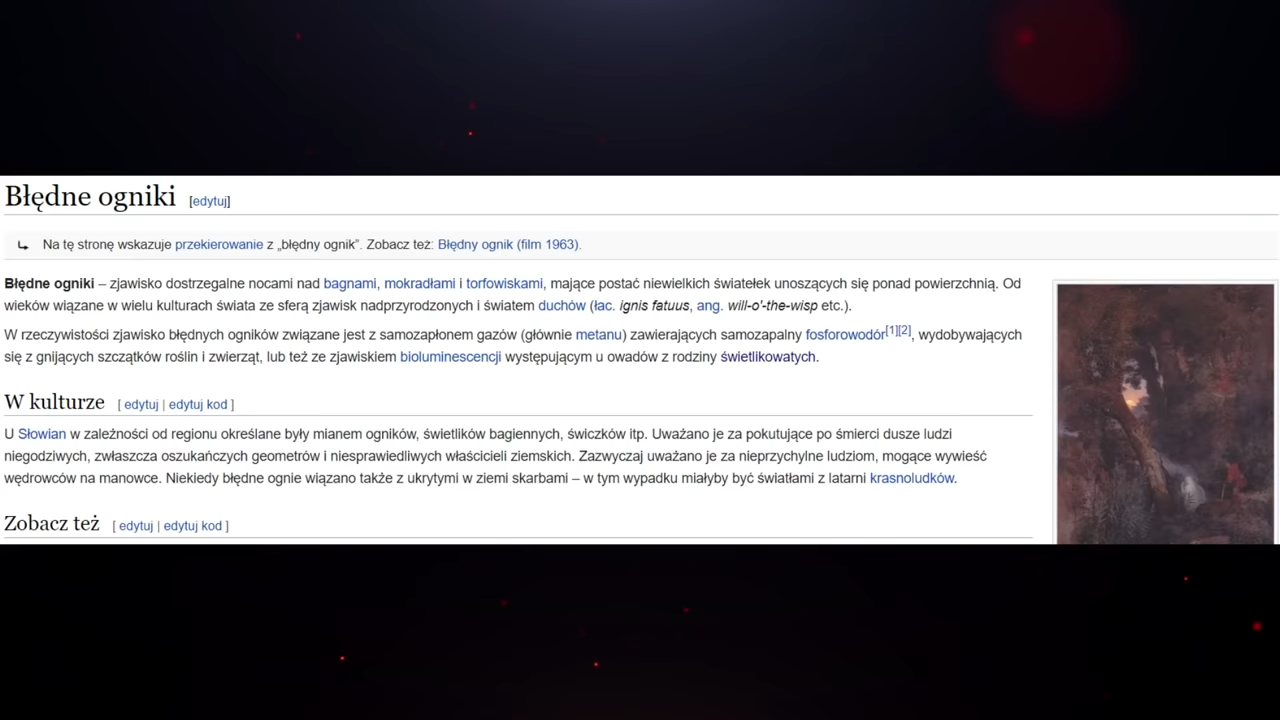 Błędne ogniki [edytuj]
Na tę stronę wskazuje przekierowanie z „błędny ognik”. Zobacz też: Błędny ognik (film 1963).
Błędne ogniki – zjawisko dostrzegalne nocami nad bagnami, mokradłami i torfowiskami, mające postać niewielkich światełek unoszących się ponad powierzchnią. Od
wieków wiązane w wielu kulturach świata ze sferą zjawisk nadprzyrodzonych i światem duchów (łac. ignis fatuus, ang. will-o'-the-wisp etc.).
W rzeczywistości zjawisko błędnych ogników związane jest z samozapłonem gazów (głównie metanu) zawierających samozapalny fosforowodór[1][2], wydobywających
się z gnijących szczątków roślin i zwierząt, lub też ze zjawiskiem bioluminescencji występującym u owadów z rodziny świetlikowatych.
W kulturze [ edytuj | edytuj kod ]
U Słowian w zależności od regionu określane były mianem ogników, świetlików bagiennych, świczków itp. Uważano je za pokutujące po śmierci dusze ludzi
niegodziwych, zwłaszcza oszukańczych geometrów i niesprawiedliwych właścicieli ziemskich. Zazwyczaj uważano je za nieprzychylne ludziom, mogące wywieść
wędrowców na manowce. Niekiedy błędne ognie wiązano także z ukrytymi w ziemi skarbami – w tym wypadku miałyby być światłami z latarni krasnoludków.
Zobacz też [ edytuj | edytuj kod ]